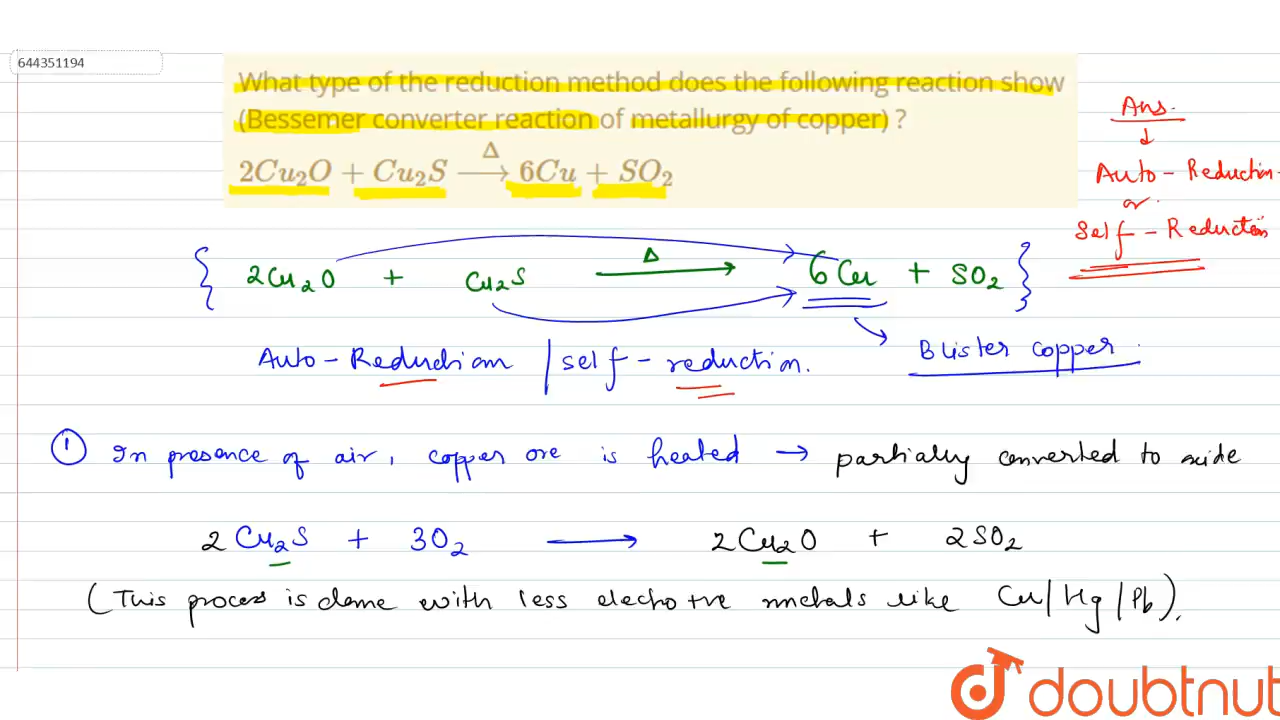 644351194
What type of the reduction method does the following reaction show
(Bessemer converter reaction of metallurgy of copper) ?
2Cu₂O + Cu₂S —Δ→ 6Cu + SO₂
Ans.
↓
Auto - Reduction
or
Self - Reduction
{ 2Cu₂O + Cu₂S —Δ→ 6Cu + SO₂ }
Auto - Reduction | self - reduction.
Blister copper.
① In presence of air, copper ore is heated → partially converted to oxide
2Cu₂S + 3O₂ → 2Cu₂O + 2SO₂
(This process is done with less electro +ve metals like Cu/Hg/Pb).
doubtnut